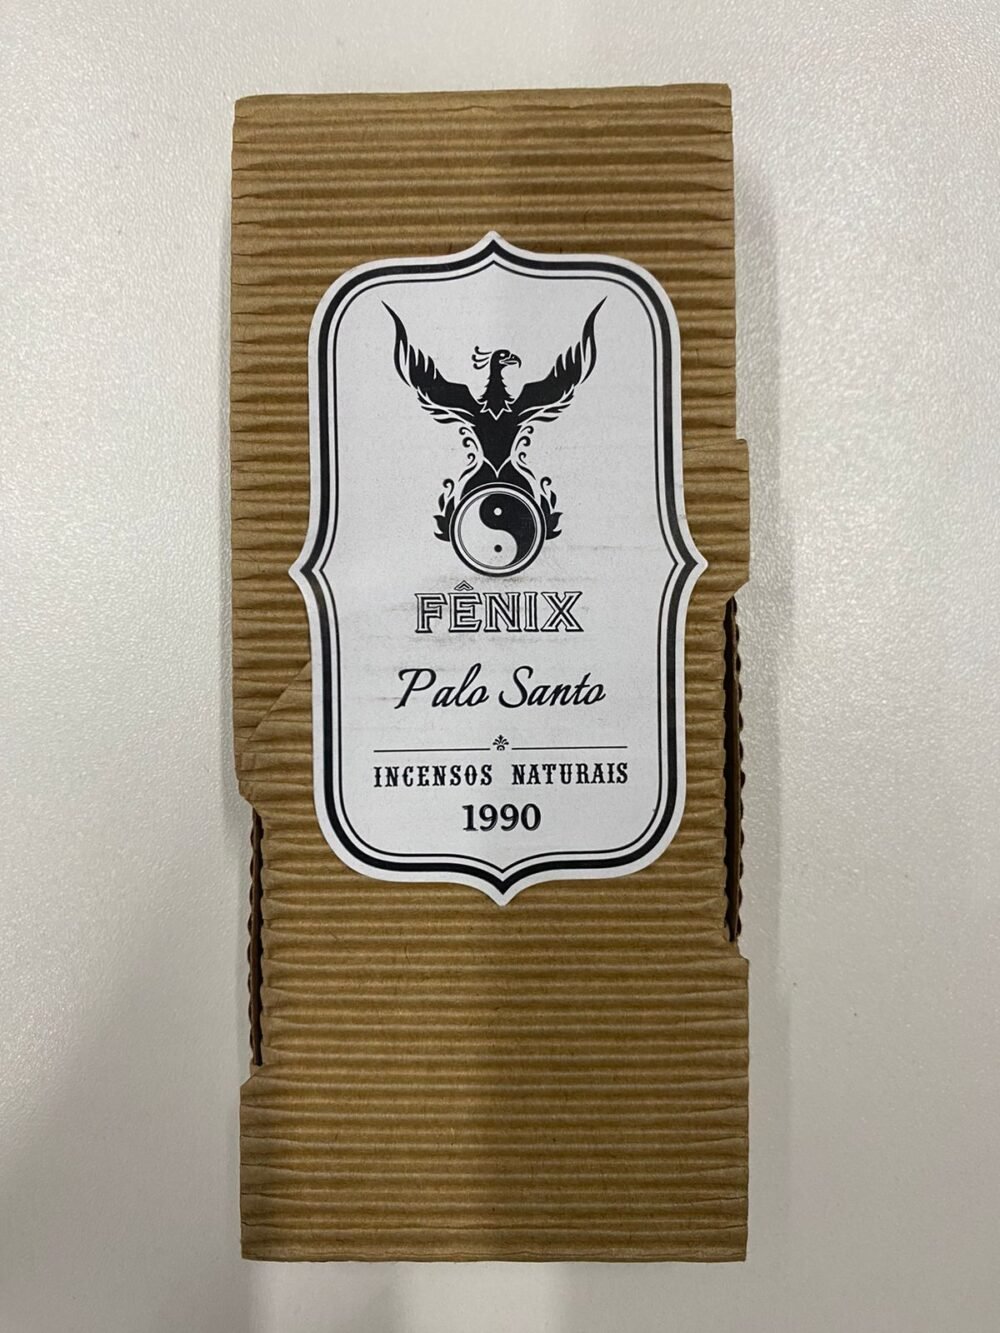 FÊNIX
Palo Santo
INCENSOS NATURAIS
1990